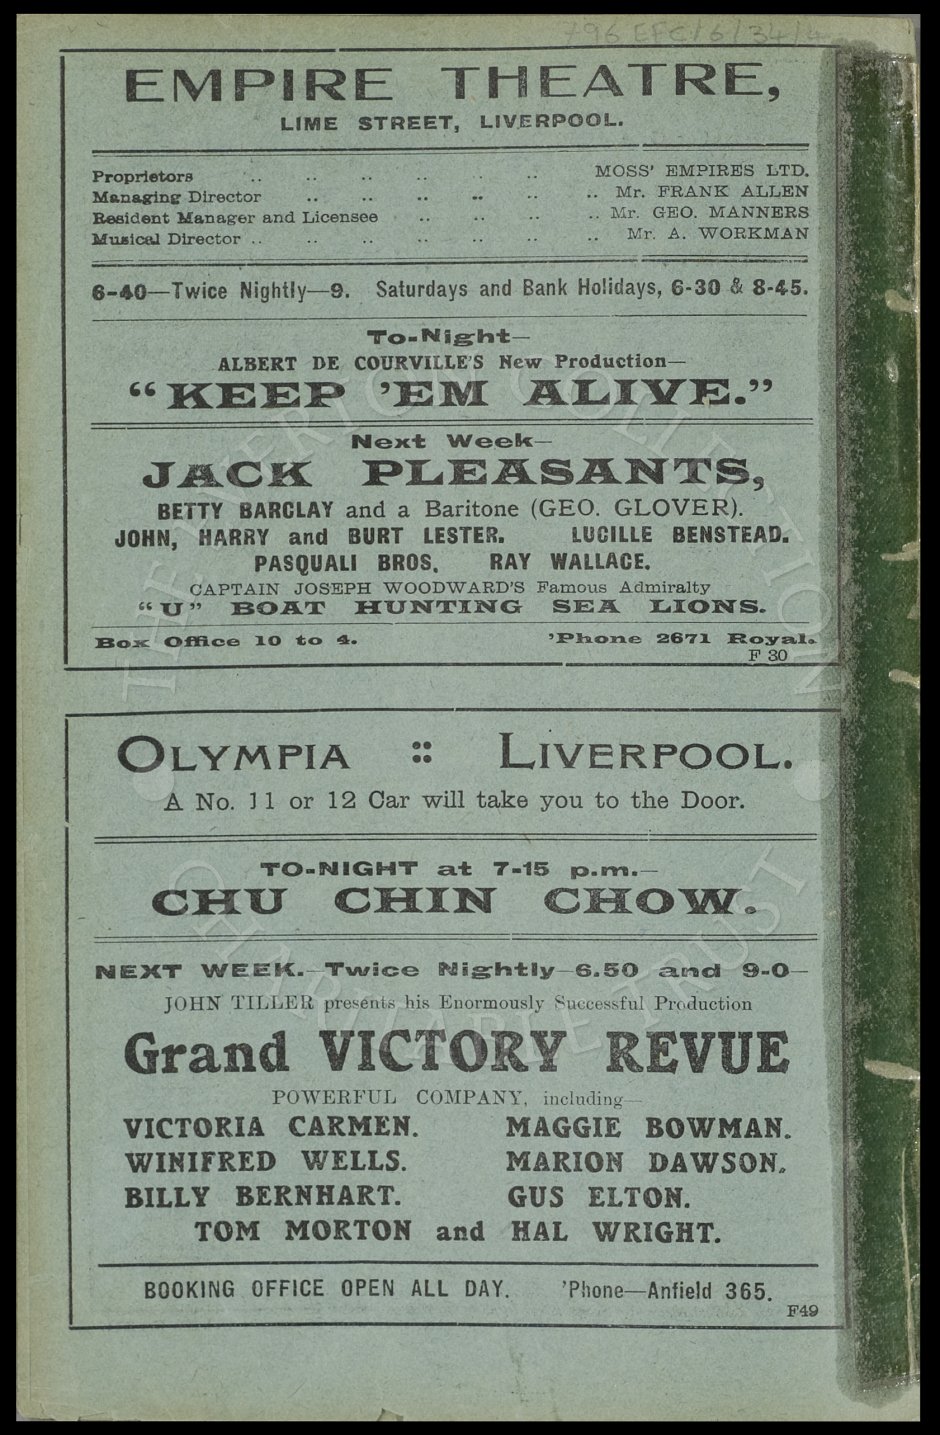 796 EFC/6/34/4
EMPIRE THEATRE,
LIME STREET, LIVERPOOL.
Proprietors .. .. .. .. .. .. MOSS' EMPIRES LTD.
Managing Director .. .. .. .. .. .. Mr. FRANK ALLEN
Resident Manager and Licensee .. .. .. .. Mr. GEO. MANNERS
Musical Director .. .. .. .. .. .. .. Mr. A. WORKMAN
6-40—Twice Nightly—9. Saturdays and Bank Holidays, 6-30 & 8-45.
To-Night—
ALBERT DE COURVILLE'S New Production—
"KEEP 'EM ALIVE."
Next Week—
JACK PLEASANTS,
BETTY BARCLAY and a Baritone (GEO. GLOVER).
JOHN, HARRY and BURT LESTER. LUCILLE BENSTEAD.
PASQUALI BROS. RAY WALLACE.
CAPTAIN JOSEPH WOODWARD'S Famous Admiralty
"U" BOAT HUNTING SEA LIONS.
Box Office 10 to 4. 'Phone 2671 Royal.
F 30
OLYMPIA :: LIVERPOOL.
A No. 11 or 12 Car will take you to the Door.
TO-NIGHT at 7-15 p.m.—
CHU CHIN CHOW.
NEXT WEEK.—Twice Nightly—6.50 and 9-0—
JOHN TILLER presents his Enormously Successful Production
Grand VICTORY REVUE
POWERFUL COMPANY, including—
VICTORIA CARMEN. MAGGIE BOWMAN.
WINIFRED WELLS. MARION DAWSON.
BILLY BERNHART. GUS ELTON.
TOM MORTON and HAL WRIGHT.
BOOKING OFFICE OPEN ALL DAY. 'Phone—Anfield 365.
F49
THE EVERTON COLLECTION
CHARITABLE TRUST